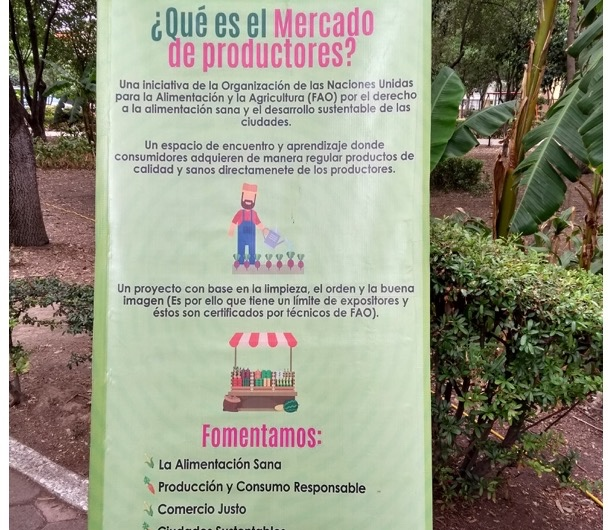 ¿Qué es el Mercado
de productores?
Una iniciativa de la Organización de las Naciones Unidas
para la Alimentación y la Agricultura (FAO) por el derecho
a la alimentación sana y el desarrollo sustentable de las
ciudades.
Un espacio de encuentro y aprendizaje donde
consumidores adquieren de manera regular productos de
calidad y sanos directamenete de los productores.
Un proyecto con base en la limpieza, el orden y la buena
imagen (Es por ello que tiene un límite de expositores y
éstos son certificados por técnicos de FAO).
Fomentamos:
La Alimentación Sana
Producción y Consumo Responsable
Comercio Justo
Ciudades Sustentables